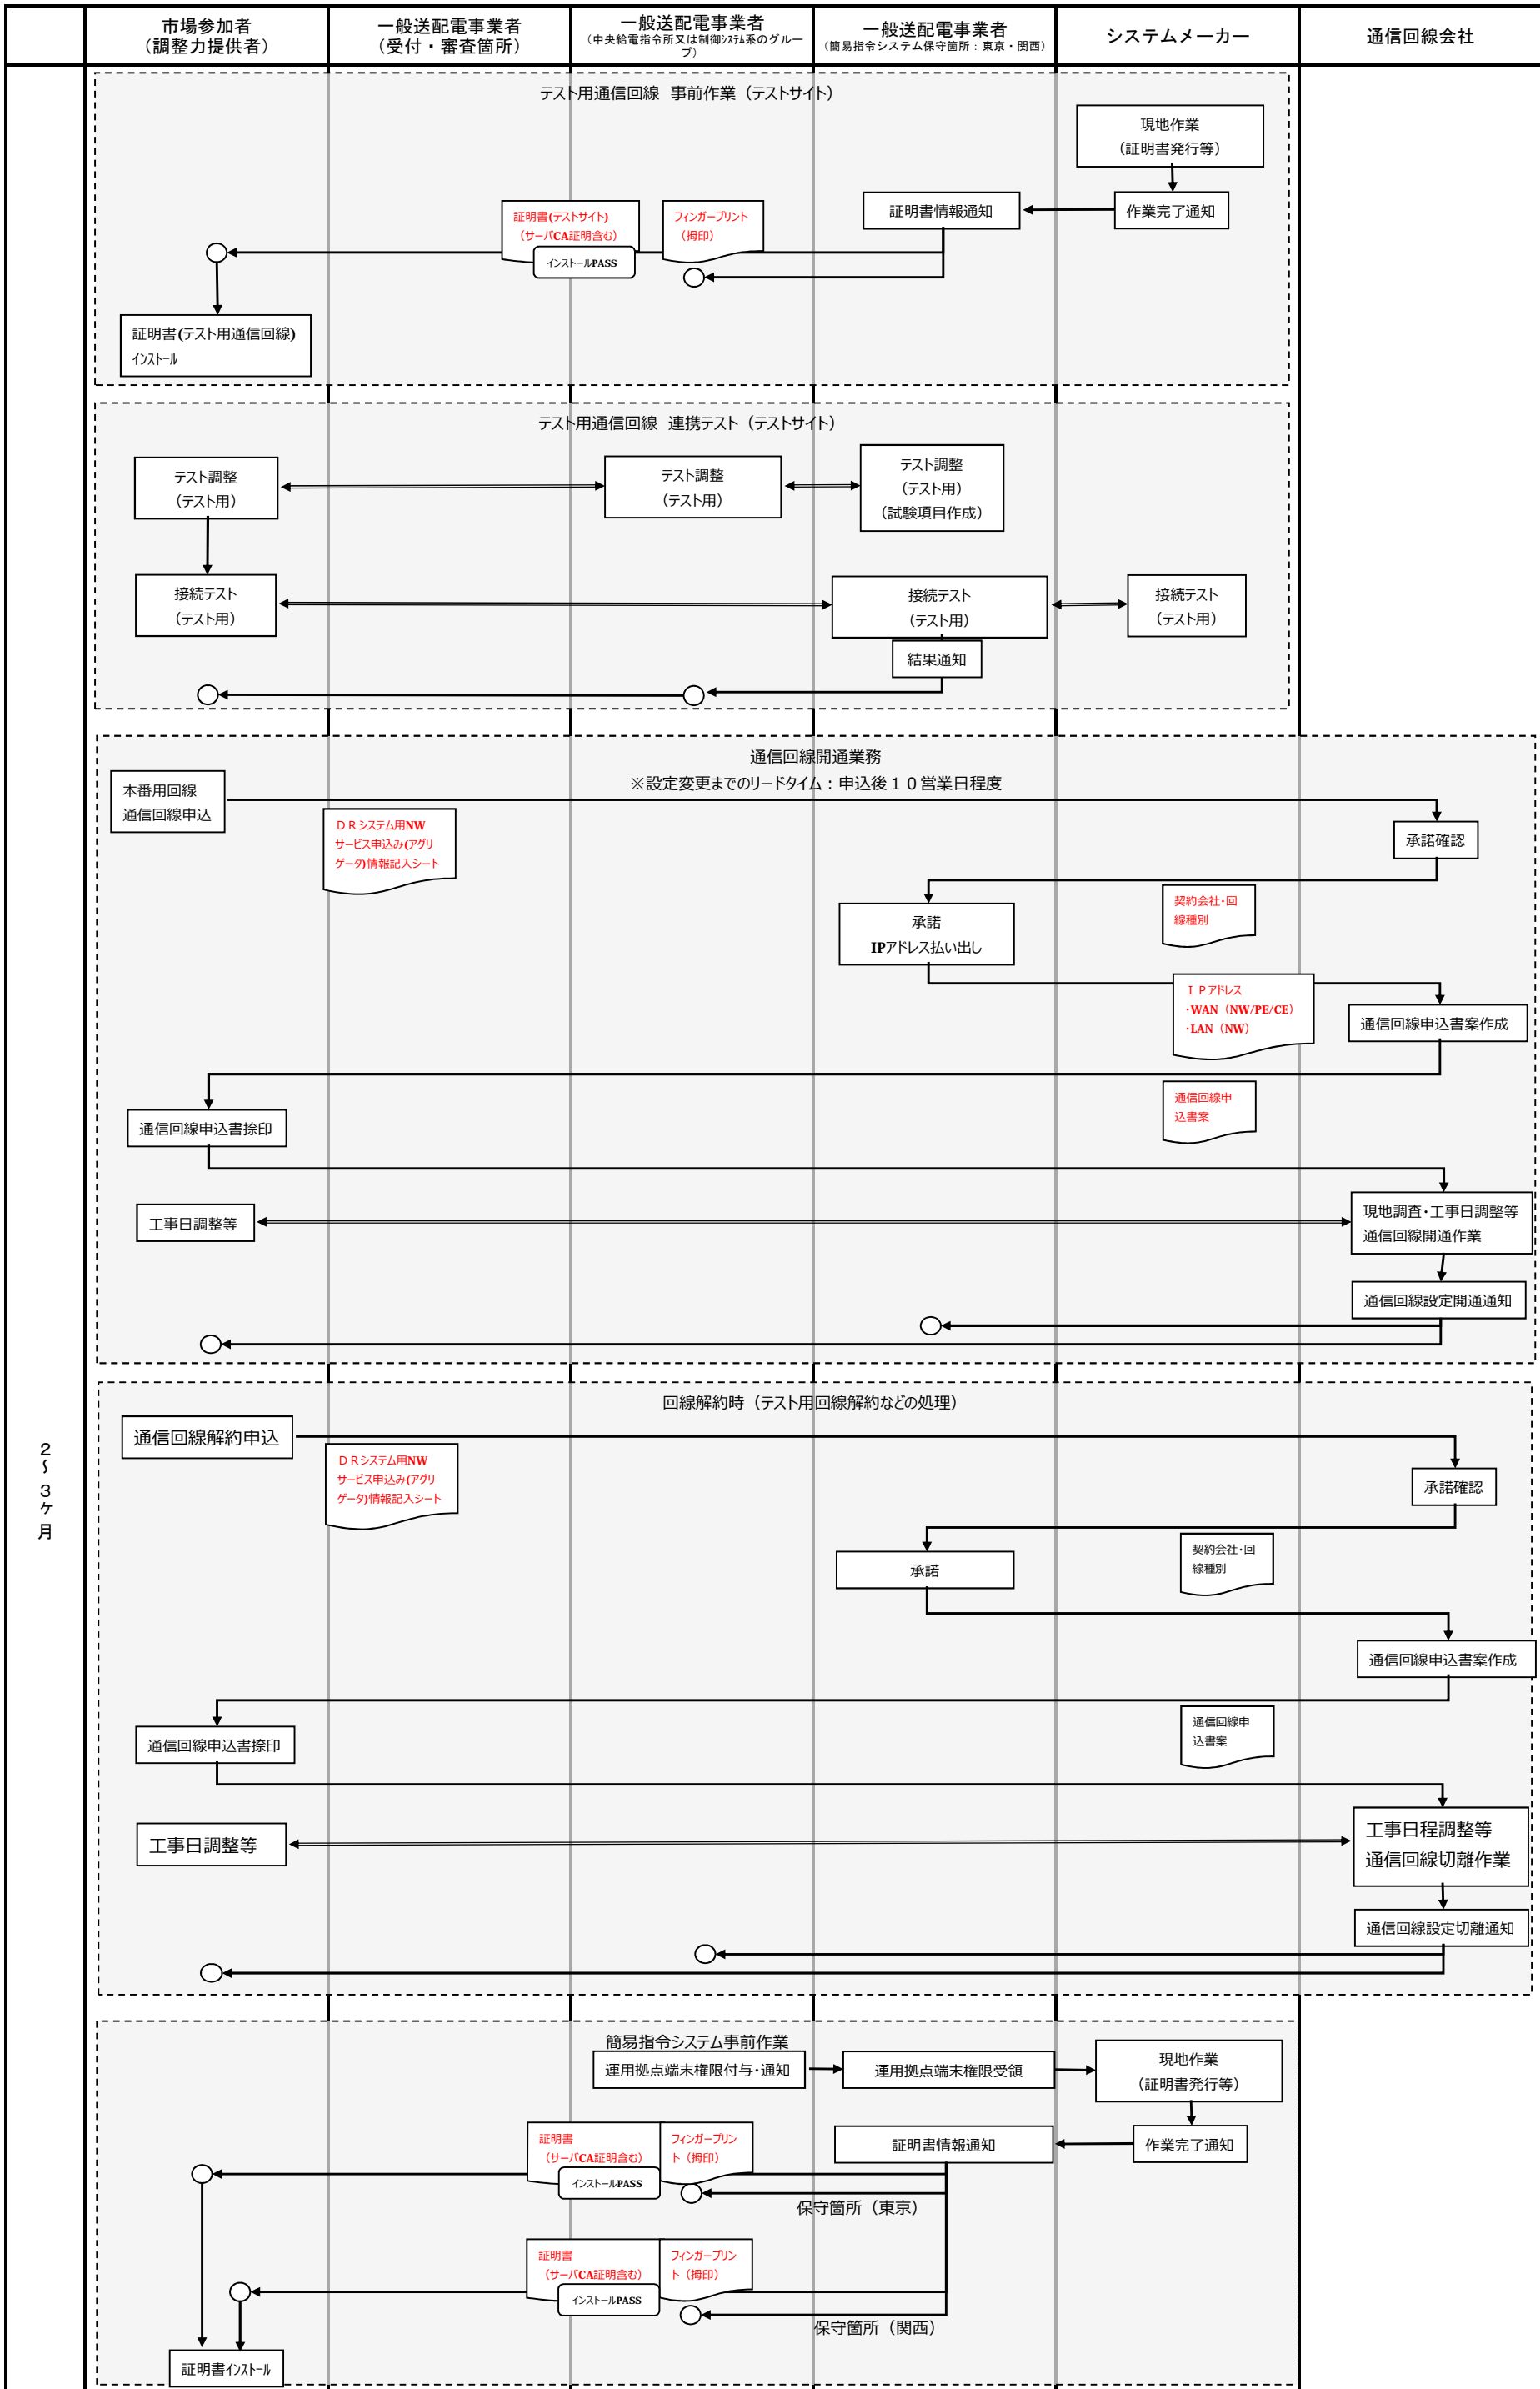 市場参加者
（調整力提供者）
一般送配電事業者
（受付・審査箇所）
一般送配電事業者
（中央給電指令所又は制御ｼｽﾃﾑ系のグルー
プ）
一般送配電事業者
（簡易指令システム保守箇所：東京・関西）
システムメーカー
通信回線会社
２～３ケ月
テスト用通信回線　事前作業（テストサイト）
現地作業
（証明書発行等）
作業完了通知
証明書情報通知
証明書(テストサイト)
（サーバCA証明含む）
インストールPASS
フィンガープリント
（拇印）
証明書(テスト用通信回線)
インストール
テスト用通信回線　連携テスト（テストサイト）
テスト調整
（テスト用）
テスト調整
（テスト用）
テスト調整
（テスト用）
（試験項目作成）
接続テスト
（テスト用）
接続テスト
（テスト用）
接続テスト
（テスト用）
結果通知
通信回線開通業務
※設定変更までのリードタイム：申込後１０営業日程度
本番用回線
通信回線申込
ＤＲシステム用NW
サービス申込み(アグリ
ゲータ)情報記入シート
承諾確認
契約会社・回
線種別
承諾
IPアドレス払い出し
ＩＰアドレス
・WAN（NW/PE/CE）
・LAN（NW）
通信回線申込書案作成
通信回線申
込書案
通信回線申込書捺印
工事日調整等
現地調査・工事日調整等
通信回線開通作業
通信回線設定開通通知
回線解約時（テスト用回線解約などの処理）
通信回線解約申込
ＤＲシステム用NW
サービス申込み(アグリ
ゲータ)情報記入シート
承諾確認
契約会社・回
線種別
承諾
通信回線申込書案作成
通信回線申
込書案
通信回線申込書捺印
工事日調整等
工事日程調整等
通信回線切離作業
通信回線設定切離通知
簡易指令システム事前作業
運用拠点端末権限付与・通知
運用拠点端末権限受領
現地作業
（証明書発行等）
作業完了通知
証明書情報通知
証明書
（サーバCA証明含む）
インストールPASS
フィンガープリン
ト（拇印）
保守箇所（東京）
証明書
（サーバCA証明含む）
インストールPASS
フィンガープリン
ト（拇印）
保守箇所（関西）
証明書インストール